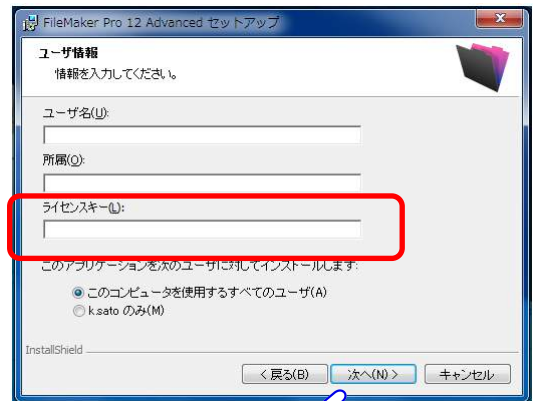 FileMaker Pro 12 Advanced セットアップ
ユーザ情報
情報を入力してください。
ユーザ名(U):
所属(O):
ライセンスキー(L):
このアプリケーションを次のユーザに対してインストールします:
このコンピュータを使用するすべてのユーザ(A)
k.sato のみ(M)
InstallShield
< 戻る(B) 次へ(N) > キャンセル